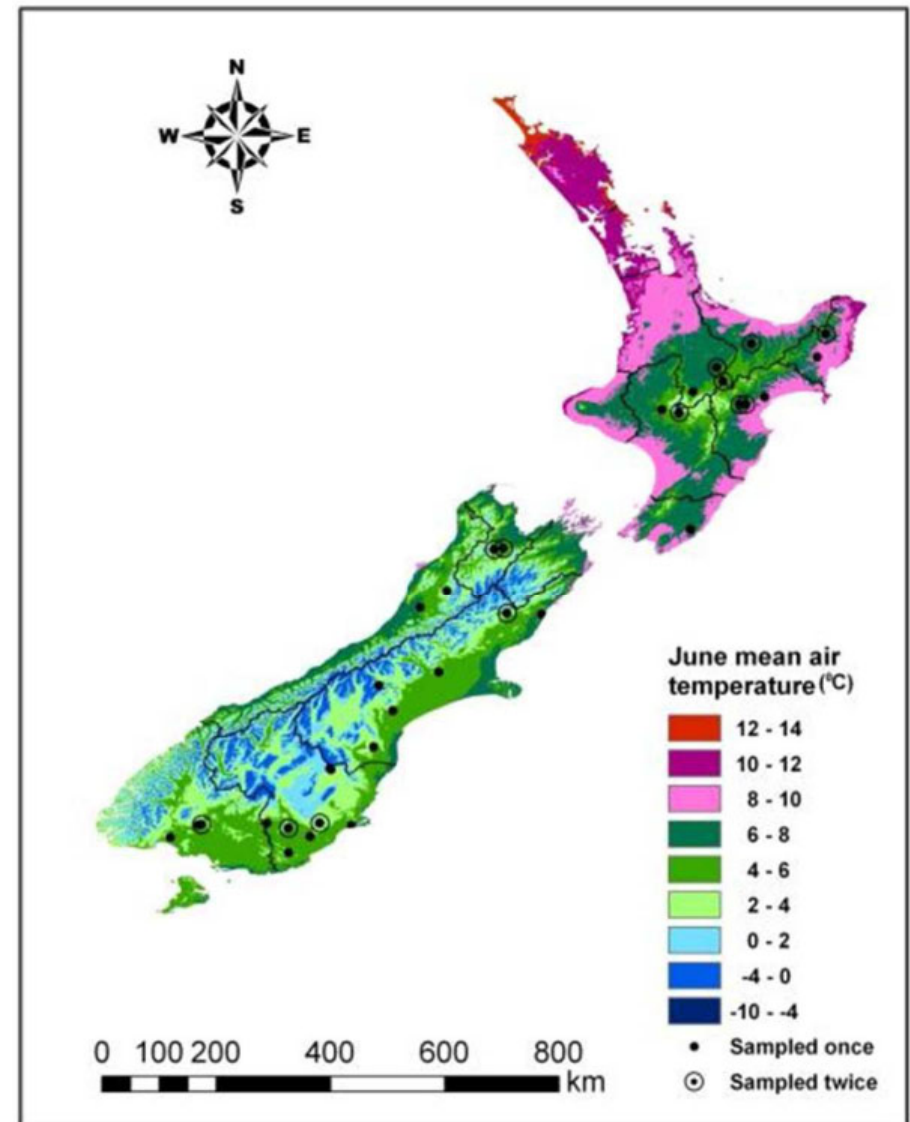 N
W E
S
June mean air
temperature (⁰C)
12 - 14
10 - 12
8 - 10
6 - 8
4 - 6
2 - 4
0 - 2
-4 - 0
-10 - -4
Sampled once
Sampled twice
0 100 200 400 600 800
km